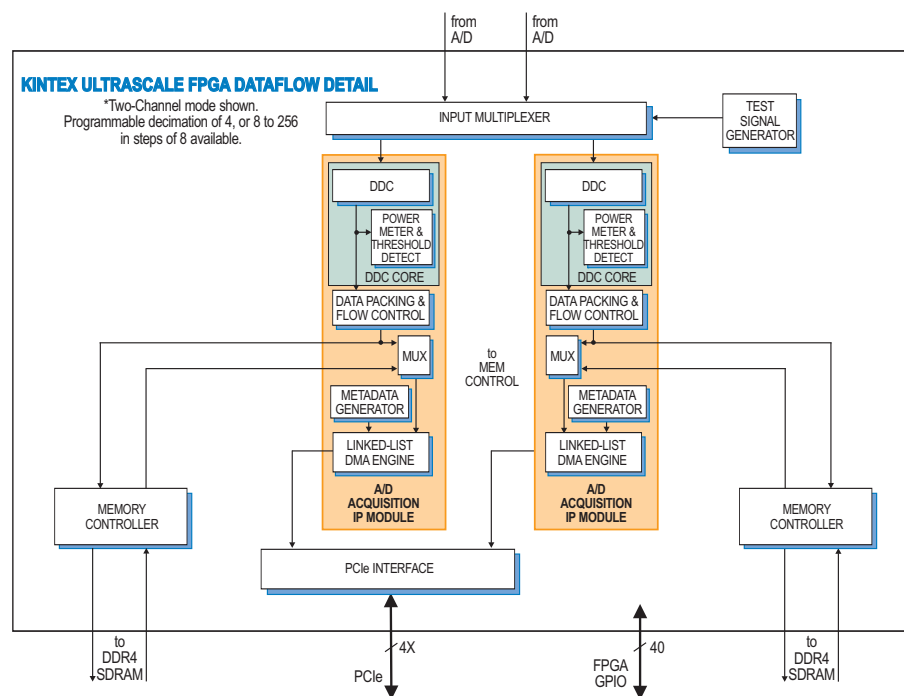 from
A/D
from
A/D
KINTEX ULTRASCALE FPGA DATAFLOW DETAIL
*Two-Channel mode shown.
Programmable decimation of 4, or 8 to 256
in steps of 8 available.
INPUT MULTIPLEXER
TEST
SIGNAL
GENERATOR
DDC
POWER
METER &
THRESHOLD
DETECT
DDC CORE
DATA PACKING &
FLOW CONTROL
MUX
METADATA
GENERATOR
LINKED-LIST
DMA ENGINE
A/D
ACQUISITION
IP MODULE
to
MEM
CONTROL
DDC
POWER
METER &
THRESHOLD
DETECT
DDC CORE
DATA PACKING &
FLOW CONTROL
MUX
METADATA
GENERATOR
LINKED-LIST
DMA ENGINE
A/D
ACQUISITION
IP MODULE
MEMORY
CONTROLLER
MEMORY
CONTROLLER
PCIe INTERFACE
to
DDR4
SDRAM
4X
PCIe
40
FPGA
GPIO
to
DDR4
SDRAM